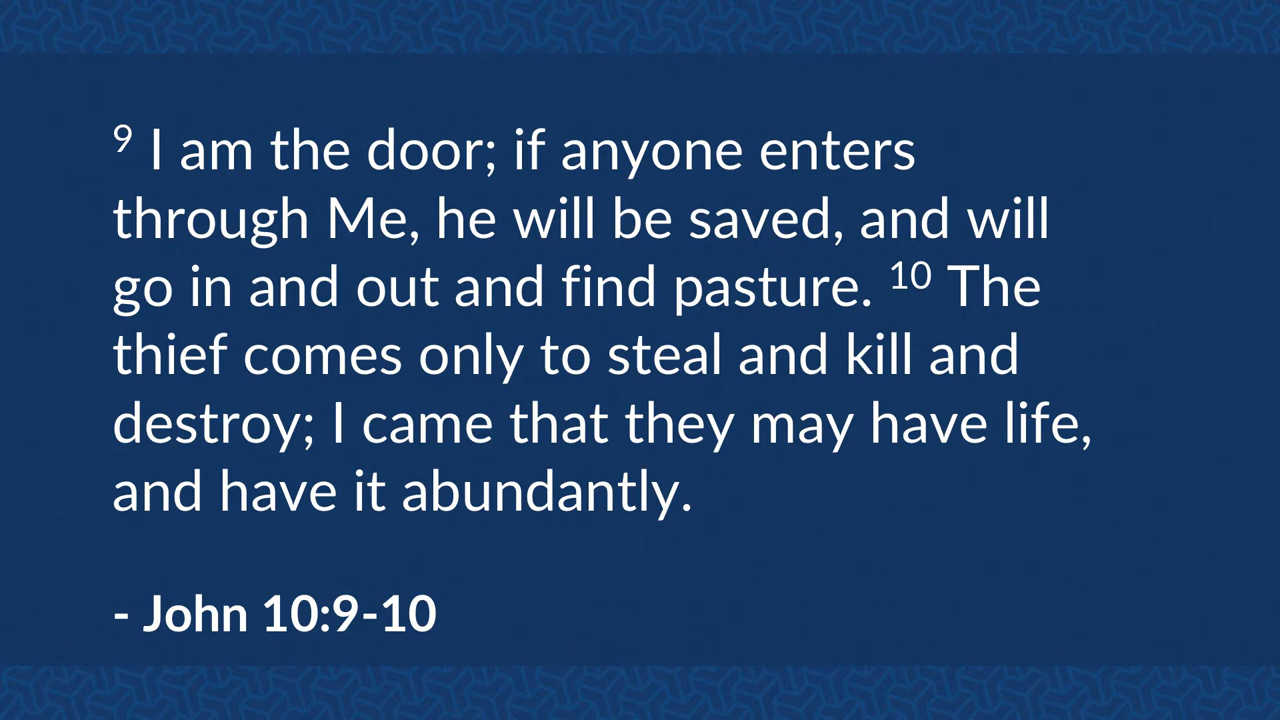 ⁹ I am the door; if anyone enters
through Me, he will be saved, and will
go in and out and find pasture. ¹⁰ The
thief comes only to steal and kill and
destroy; I came that they may have life,
and have it abundantly.
- John 10:9-10